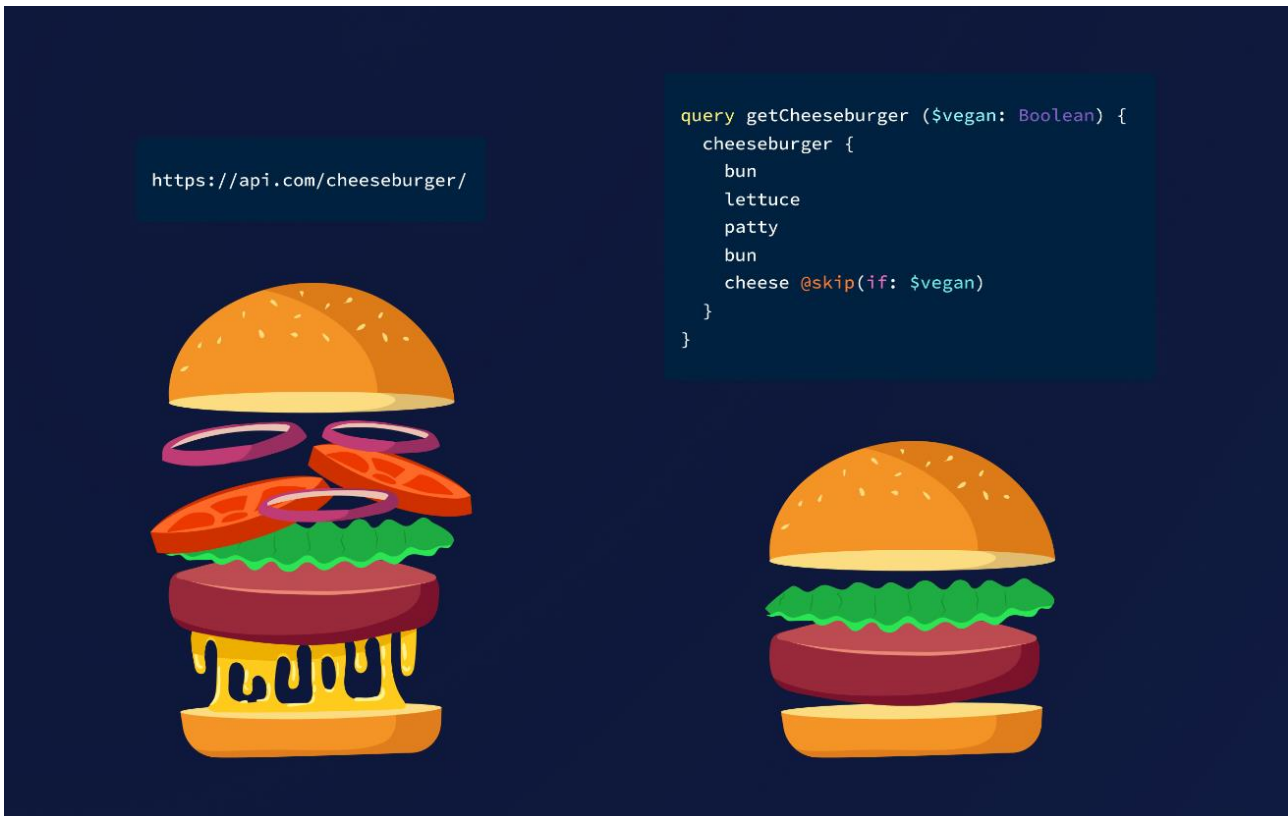 https://api.com/cheeseburger/
query getCheeseburger ($vegan: Boolean) {
  cheeseburger {
    bun
    lettuce
    patty
    bun
    cheese @skip(if: $vegan)
  }
}